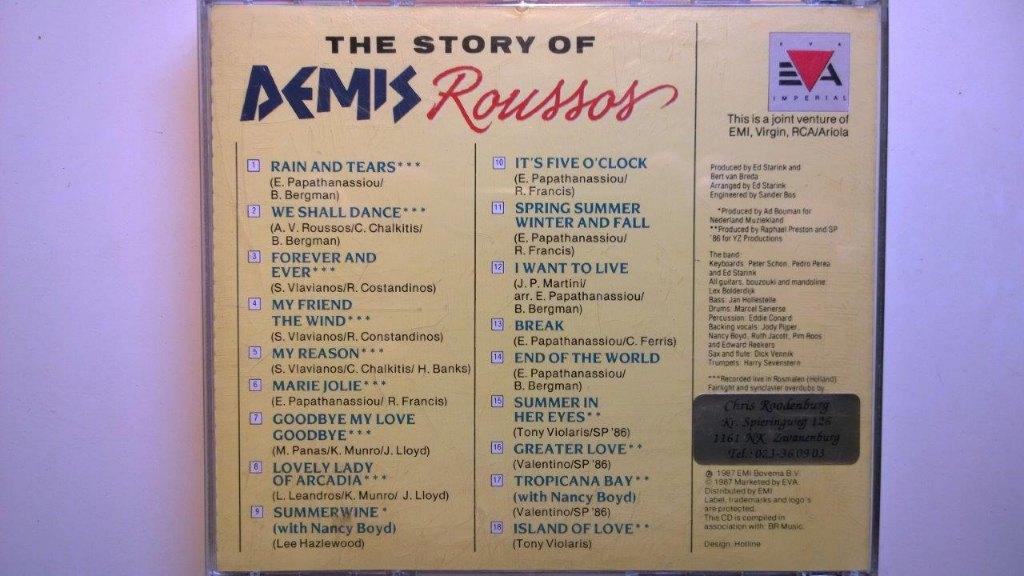 THE STORY OF
DEMIS Roussos
1 RAIN AND TEARS***
(E. Papathanassiou/
B. Bergman)
2 WE SHALL DANCE***
(A. V. Roussos/C. Chalkitis/
B. Bergman)
3 FOREVER AND
EVER***
(S. Vlavianos/R. Costandinos)
4 MY FRIEND
THE WIND***
(S. Vlavianos/R. Constandinos)
5 MY REASON***
(S. Vlavianos/C. Chalkitis/ H. Banks)
6 MARIE JOLIE***
(E. Papathanassiou/ R. Francis)
7 GOODBYE MY LOVE
GOODBYE***
(M. Panas/K. Munro/J. Lloyd)
8 LOVELY LADY
OF ARCADIA***
(L. Leandros/K. Munro/ J. Lloyd)
9 SUMMERWINE*
(with Nancy Boyd)
(Lee Hazlewood)
10 IT'S FIVE O'CLOCK
(E. Papathanassiou/
R. Francis)
11 SPRING SUMMER
WINTER AND FALL
(E. Papathanassiou/
R. Francis)
12 I WANT TO LIVE
(J. P. Martini/
arr. E. Papathanassiou/
B. Bergman)
13 BREAK
(E. Papathanassiou/C. Ferris)
14 END OF THE WORLD
(E. Papathanassiou/
B. Bergman)
15 SUMMER IN
HER EYES**
(Tony Violaris/SP '86)
16 GREATER LOVE**
(Valentino/SP '86)
17 TROPICANA BAY**
(with Nancy Boyd)
(Valentino/SP '86)
18 ISLAND OF LOVE**
(Tony Violaris)
EVA
EVA
IMPERIAL
This is a joint venture of
EMI, Virgin, RCA/Ariola
Produced by Ed Starink and
Bert van Breda
Arranged by Ed Starink
Engineered by Sander Bos
*Produced by Ad Bouman for
Nederland Muziekland
**Produced by Raphael Preston and SP
'86 for YZ Productions
The band:
Keyboards: Peter Schon, Pedro Perea
and Ed Starink
All guitars, bouzouki and mandoline:
Lex Bolderdijk
Bass: Jan Hollestelle
Drums: Marcel Serierse
Percussion: Eddie Conard
Backing vocals: Jody Pijper,
Nancy Boyd, Ruth Jacott, Pim Roos
and Edward Reekers
Sax and flute: Dick Vennik
Trumpets: Harry Sevenstern
***Recorded live in Rosmalen (Holland)
Fairlight and synclavier overdubs by
Chris Roodenburg
Kr. Spieringweg 126
1161 NK Zwanenburg
Tel.: 023-36 09 03
℗ 1987 EMI Bovema B.V.
© 1987 Marketed by EVA
Distributed by EMI
Label, trademarks and logo's
are protected.
This CD is compiled in
association with: BR Music.
Design: Hotline